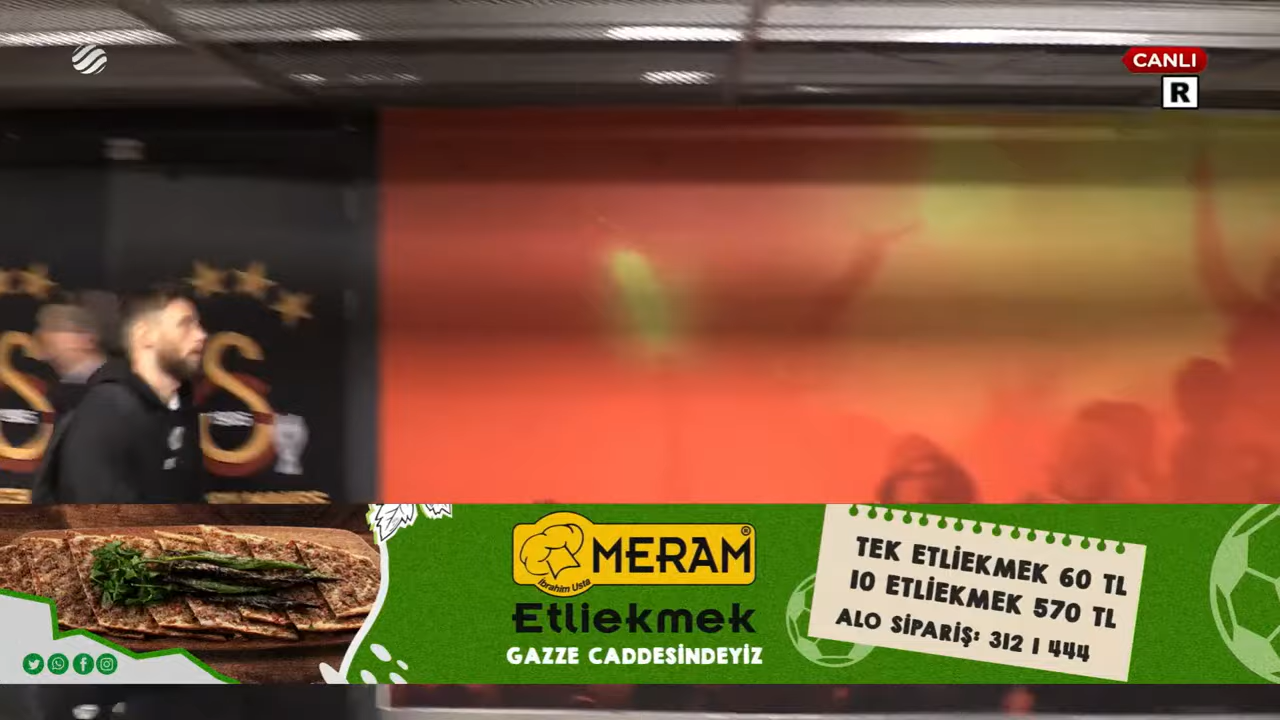 CANLI
R
MERAM
İbrahim Usta
Etliekmek
GAZZE CADDESİNDEYİZ
TEK ETLİEKMEK 60 TL
10 ETLİEKMEK 570 TL
ALO SİPARİŞ: 312 1 444